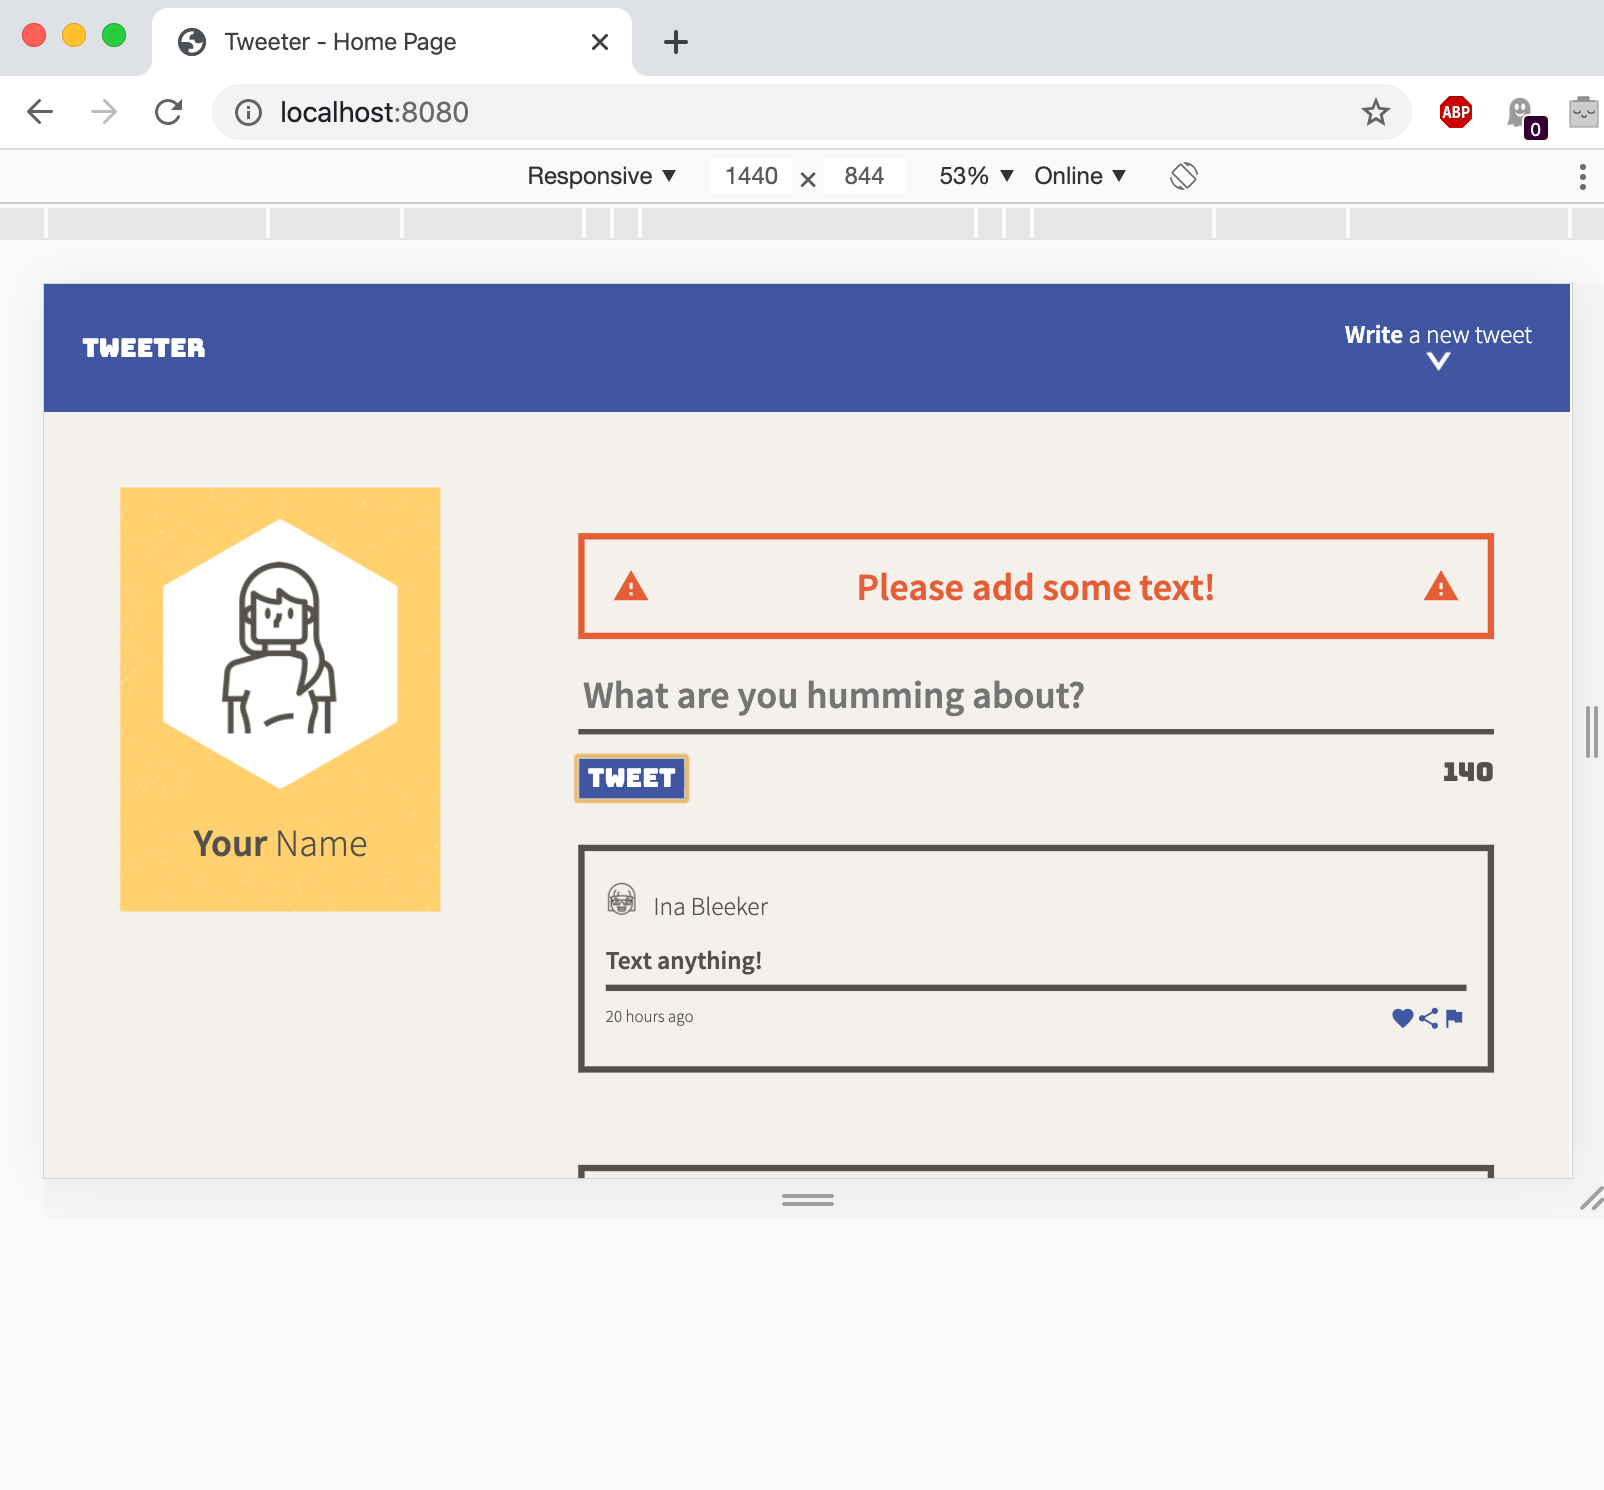 Tweeter - Home Page
localhost:8080
ABP
0
Responsive ▼ 1440 × 844 53% ▼ Online ▼
TWEETER
Write a new tweet
Please add some text!
What are you humming about?
TWEET
140
Your Name
Ina Bleeker
Text anything!
20 hours ago